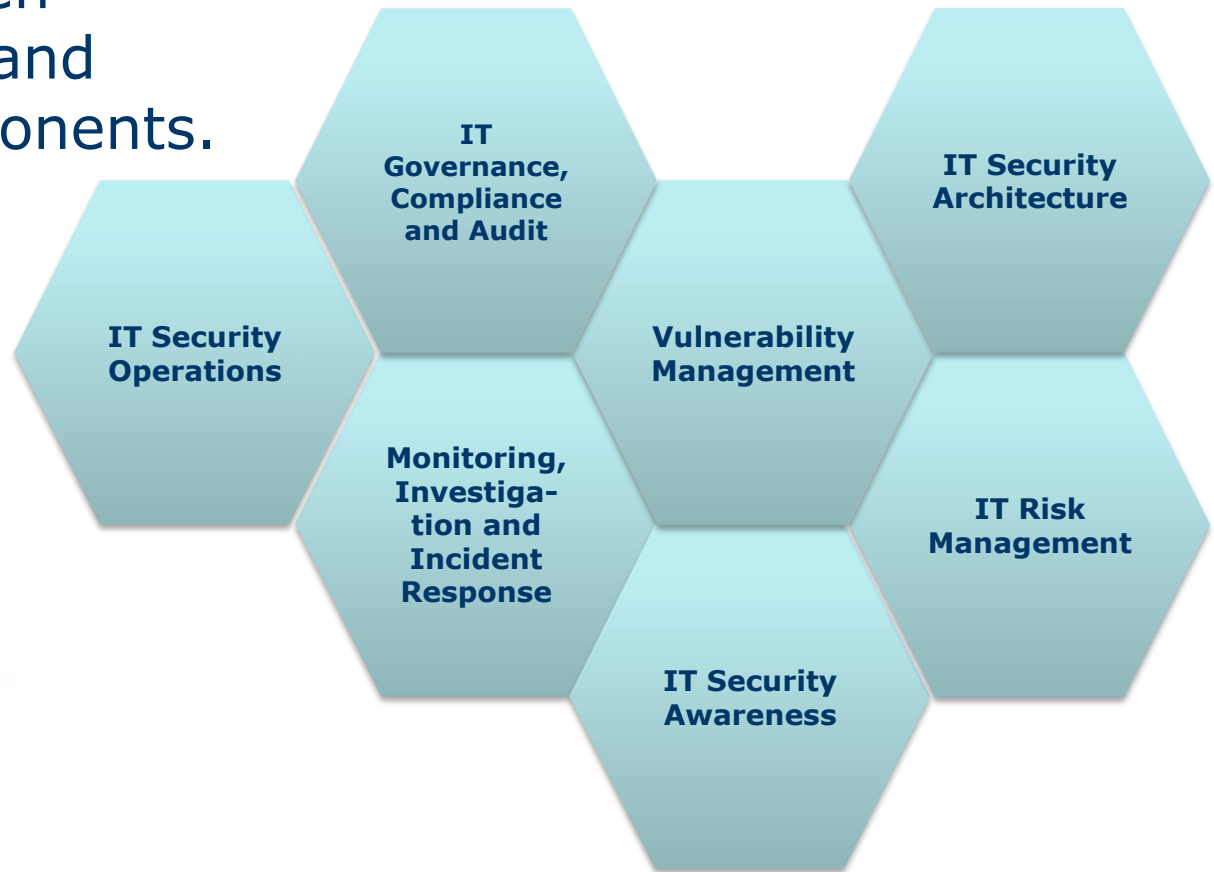 and
onents.
IT
Governance,
Compliance
and Audit
IT Security
Architecture
IT Security
Operations
Vulnerability
Management
Monitoring,
Investiga-
tion and
Incident
Response
IT Risk
Management
IT Security
Awareness